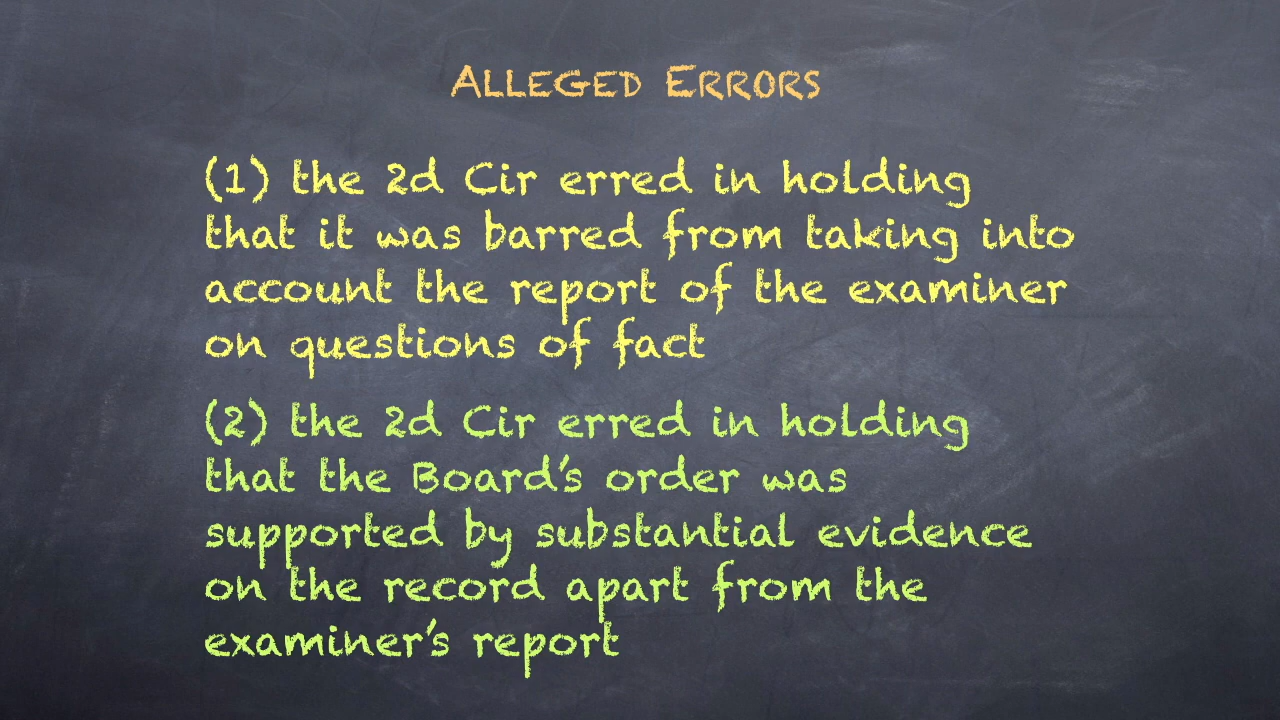 ALLEGED ERRORS
(1) the 2d Cir erred in holding
that it was barred from taking into
account the report of the examiner
on questions of fact
(2) the 2d Cir erred in holding
that the Board's order was
supported by substantial evidence
on the record apart from the
examiner's report